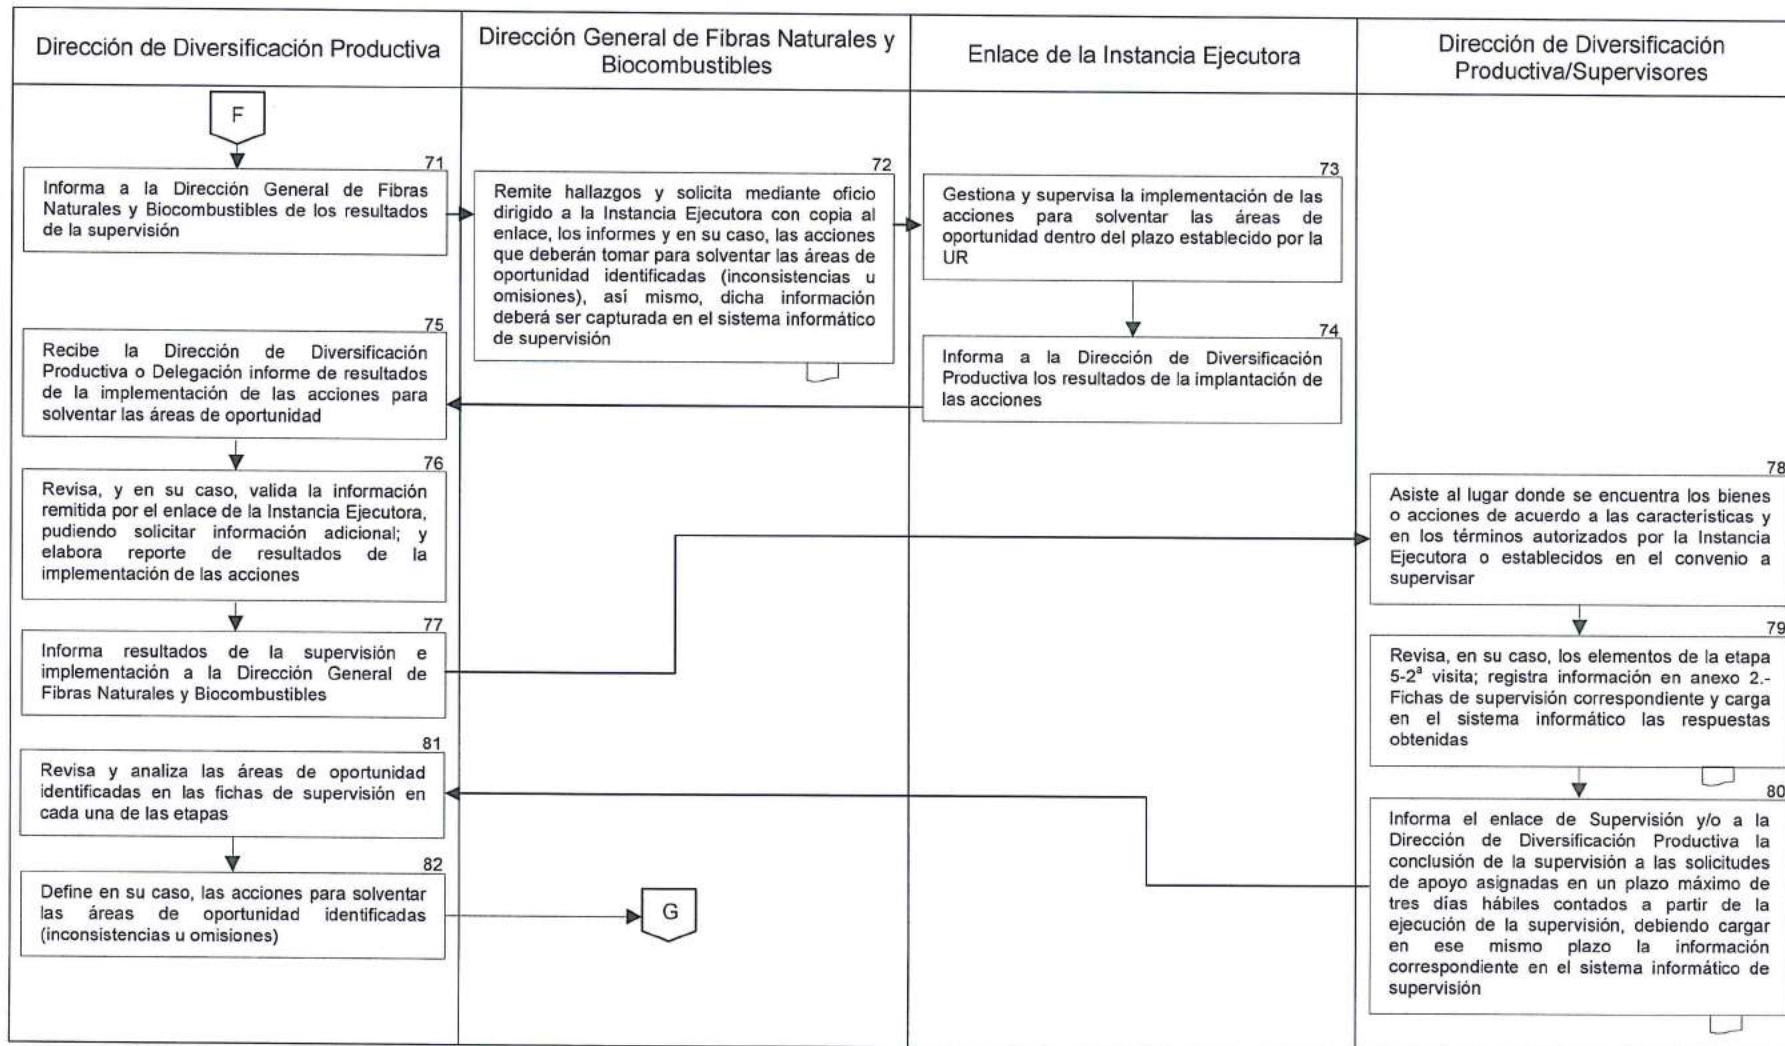 Dirección de Diversificación Productiva
Dirección General de Fibras Naturales y
Biocombustibles
Enlace de la Instancia Ejecutora
Dirección de Diversificación
Productiva/Supervisores
F
71
Informa a la Dirección General de Fibras
Naturales y Biocombustibles de los resultados
de la supervisión
72
Remite hallazgos y solicita mediante oficio
dirigido a la Instancia Ejecutora con copia al
enlace, los informes y en su caso, las acciones
que deberán tomar para solventar las áreas de
oportunidad identificadas (inconsistencias u
omisiones), así mismo, dicha información
deberá ser capturada en el sistema informático
de supervisión
73
Gestiona y supervisa la implementación de las
acciones para solventar las áreas de
oportunidad dentro del plazo establecido por la
UR
74
Informa a la Dirección de Diversificación
Productiva los resultados de la implantación de
las acciones
75
Recibe la Dirección de Diversificación
Productiva o Delegación informe de resultados
de la implementación de las acciones para
solventar las áreas de oportunidad
76
Revisa, y en su caso, valida la información
remitida por el enlace de la Instancia Ejecutora,
pudiendo solicitar información adicional; y
elabora reporte de resultados de la
implementación de las acciones
77
Informa resultados de la supervisión e
implementación a la Dirección General de
Fibras Naturales y Biocombustibles
78
Asiste al lugar donde se encuentra los bienes
o acciones de acuerdo a las características y
en los términos autorizados por la Instancia
Ejecutora o establecidos en el convenio a
supervisar
79
Revisa, en su caso, los elementos de la etapa
5-2ª visita; registra información en anexo 2.-
Fichas de supervisión correspondiente y carga
en el sistema informático las respuestas
obtenidas
80
Informa el enlace de Supervisión y/o a la
Dirección de Diversificación Productiva la
conclusión de la supervisión a las solicitudes
de apoyo asignadas en un plazo máximo de
tres días hábiles contados a partir de la
ejecución de la supervisión, debiendo cargar
en ese mismo plazo la información
correspondiente en el sistema informático de
supervisión
81
Revisa y analiza las áreas de oportunidad
identificadas en las fichas de supervisión en
cada una de las etapas
82
Define en su caso, las acciones para solventar
las áreas de oportunidad identificadas
(inconsistencias u omisiones)
G